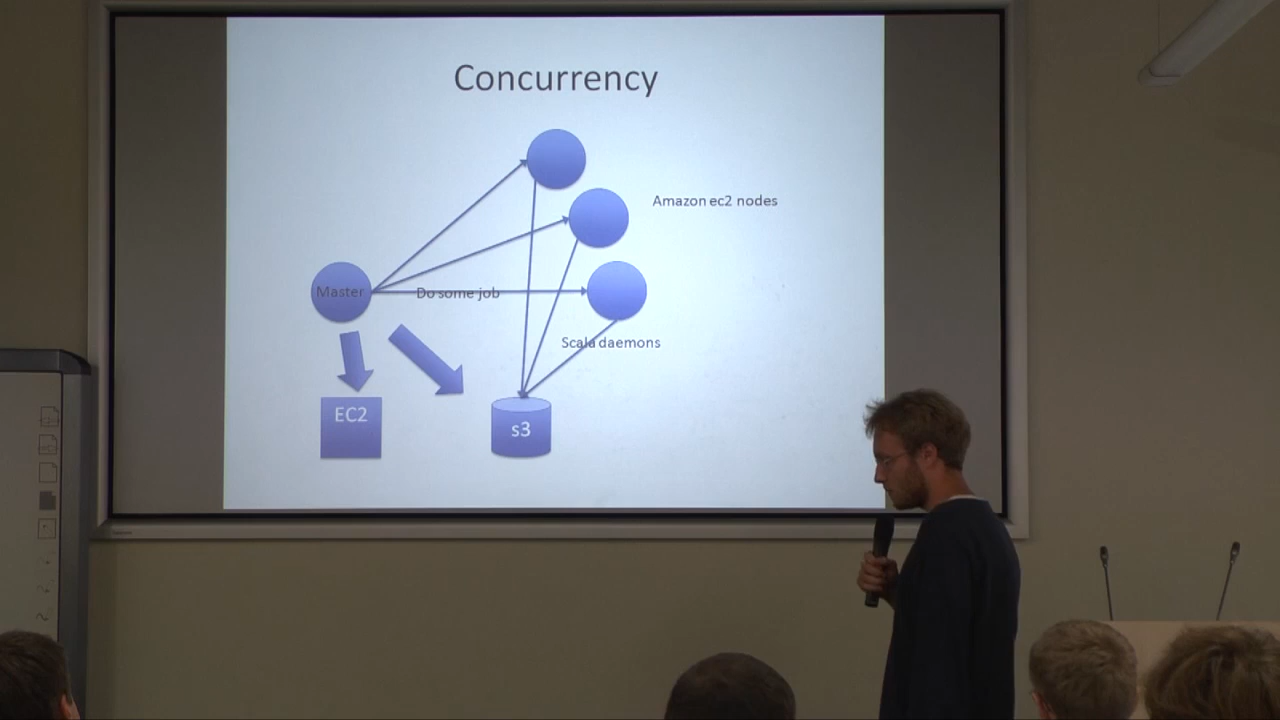 Concurrency
Amazon ec2 nodes
Master
Do some job
Scala daemons
EC2
s3